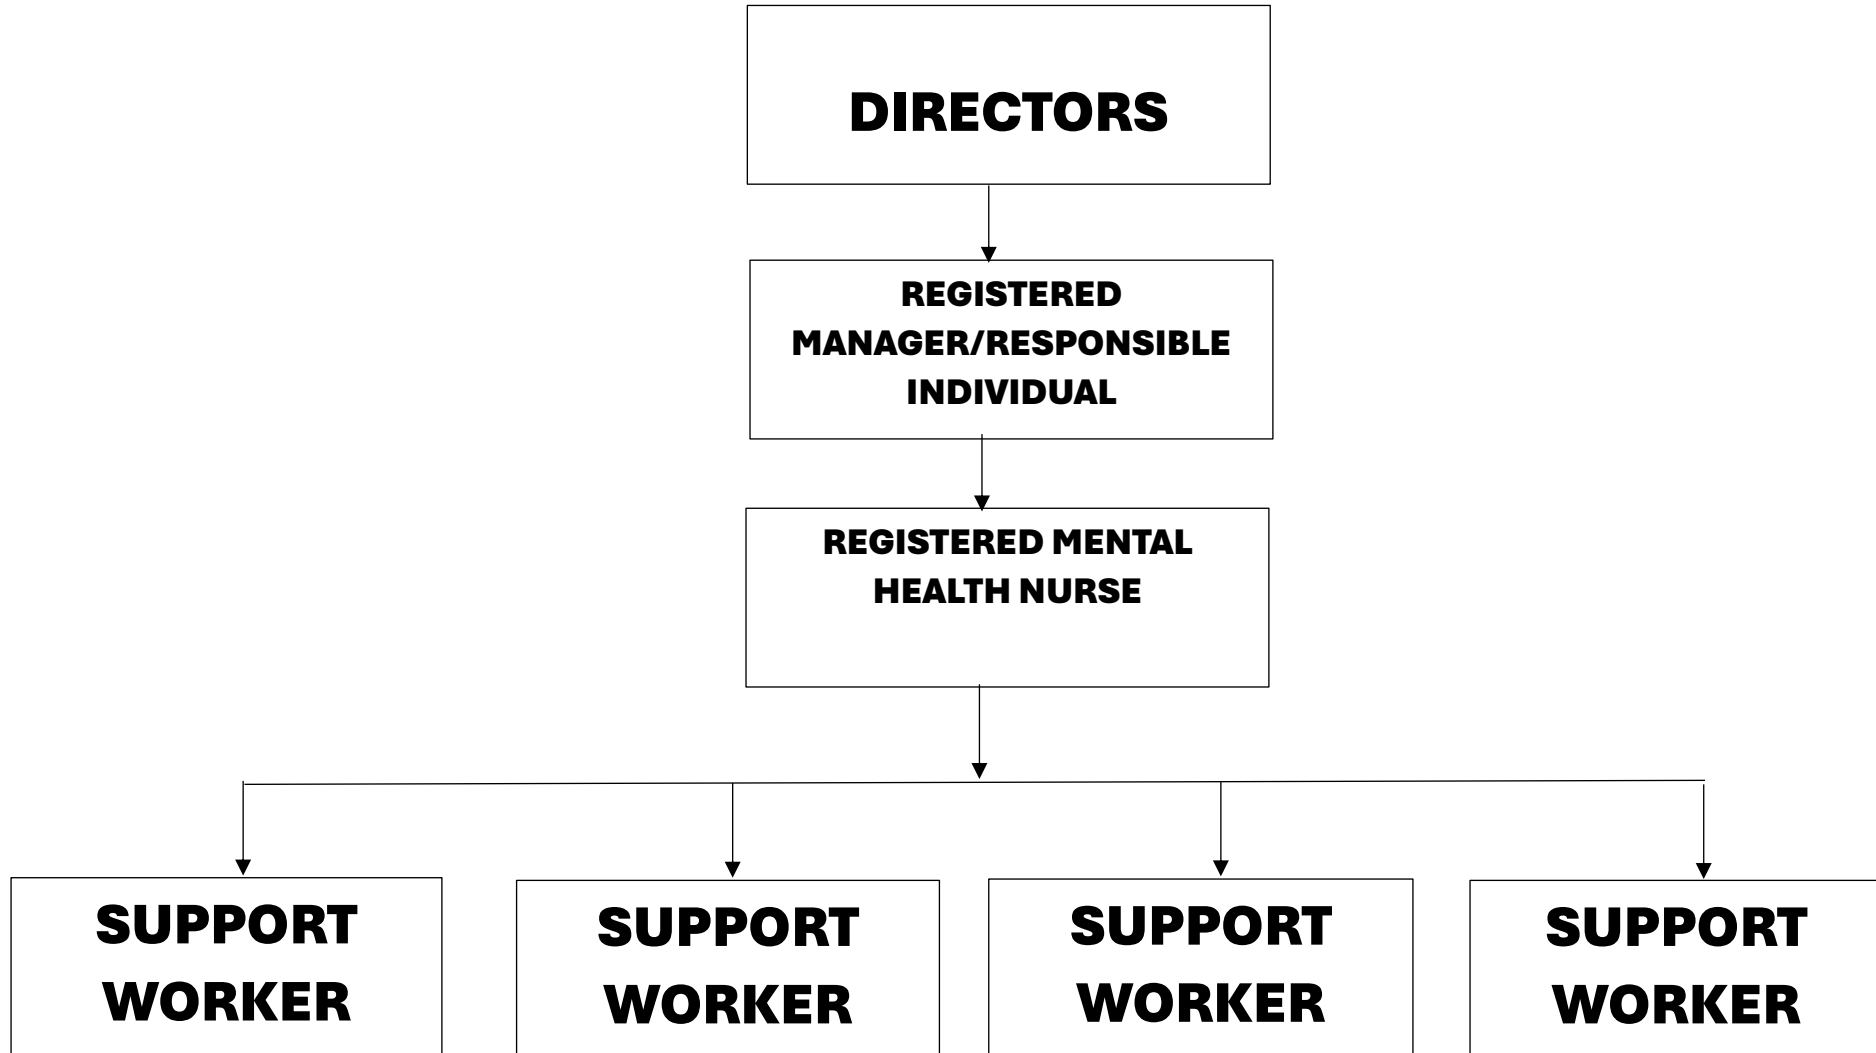 DIRECTORS
REGISTERED
MANAGER/RESPONSIBLE
INDIVIDUAL
REGISTERED MENTAL
HEALTH NURSE
SUPPORT
WORKER
SUPPORT
WORKER
SUPPORT
WORKER
SUPPORT
WORKER